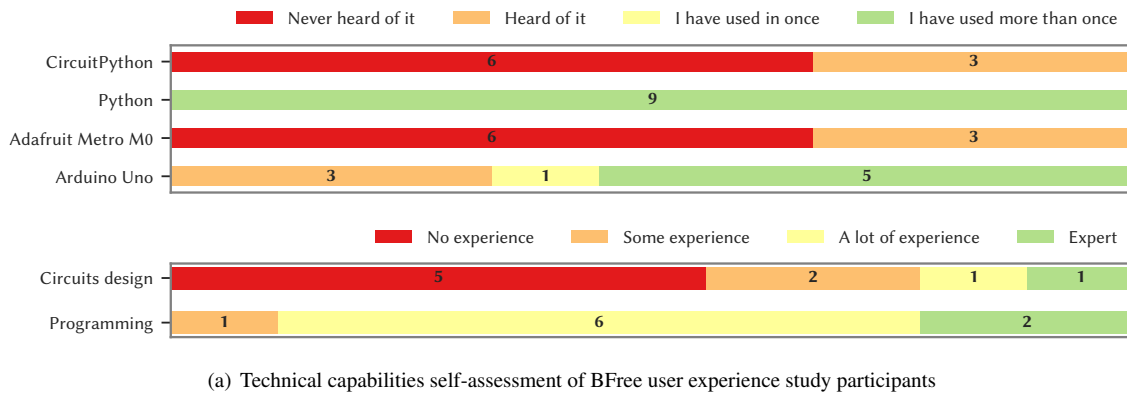 Never heard of it Heard of it I have used in once I have used more than once
CircuitPython 6 3
Python 9
Adafruit Metro M0 6 3
Arduino Uno 3 1 5
No experience Some experience A lot of experience Expert
Circuits design 5 2 1 1
Programming 1 6 2
(a) Technical capabilities self-assessment of BFree user experience study participants